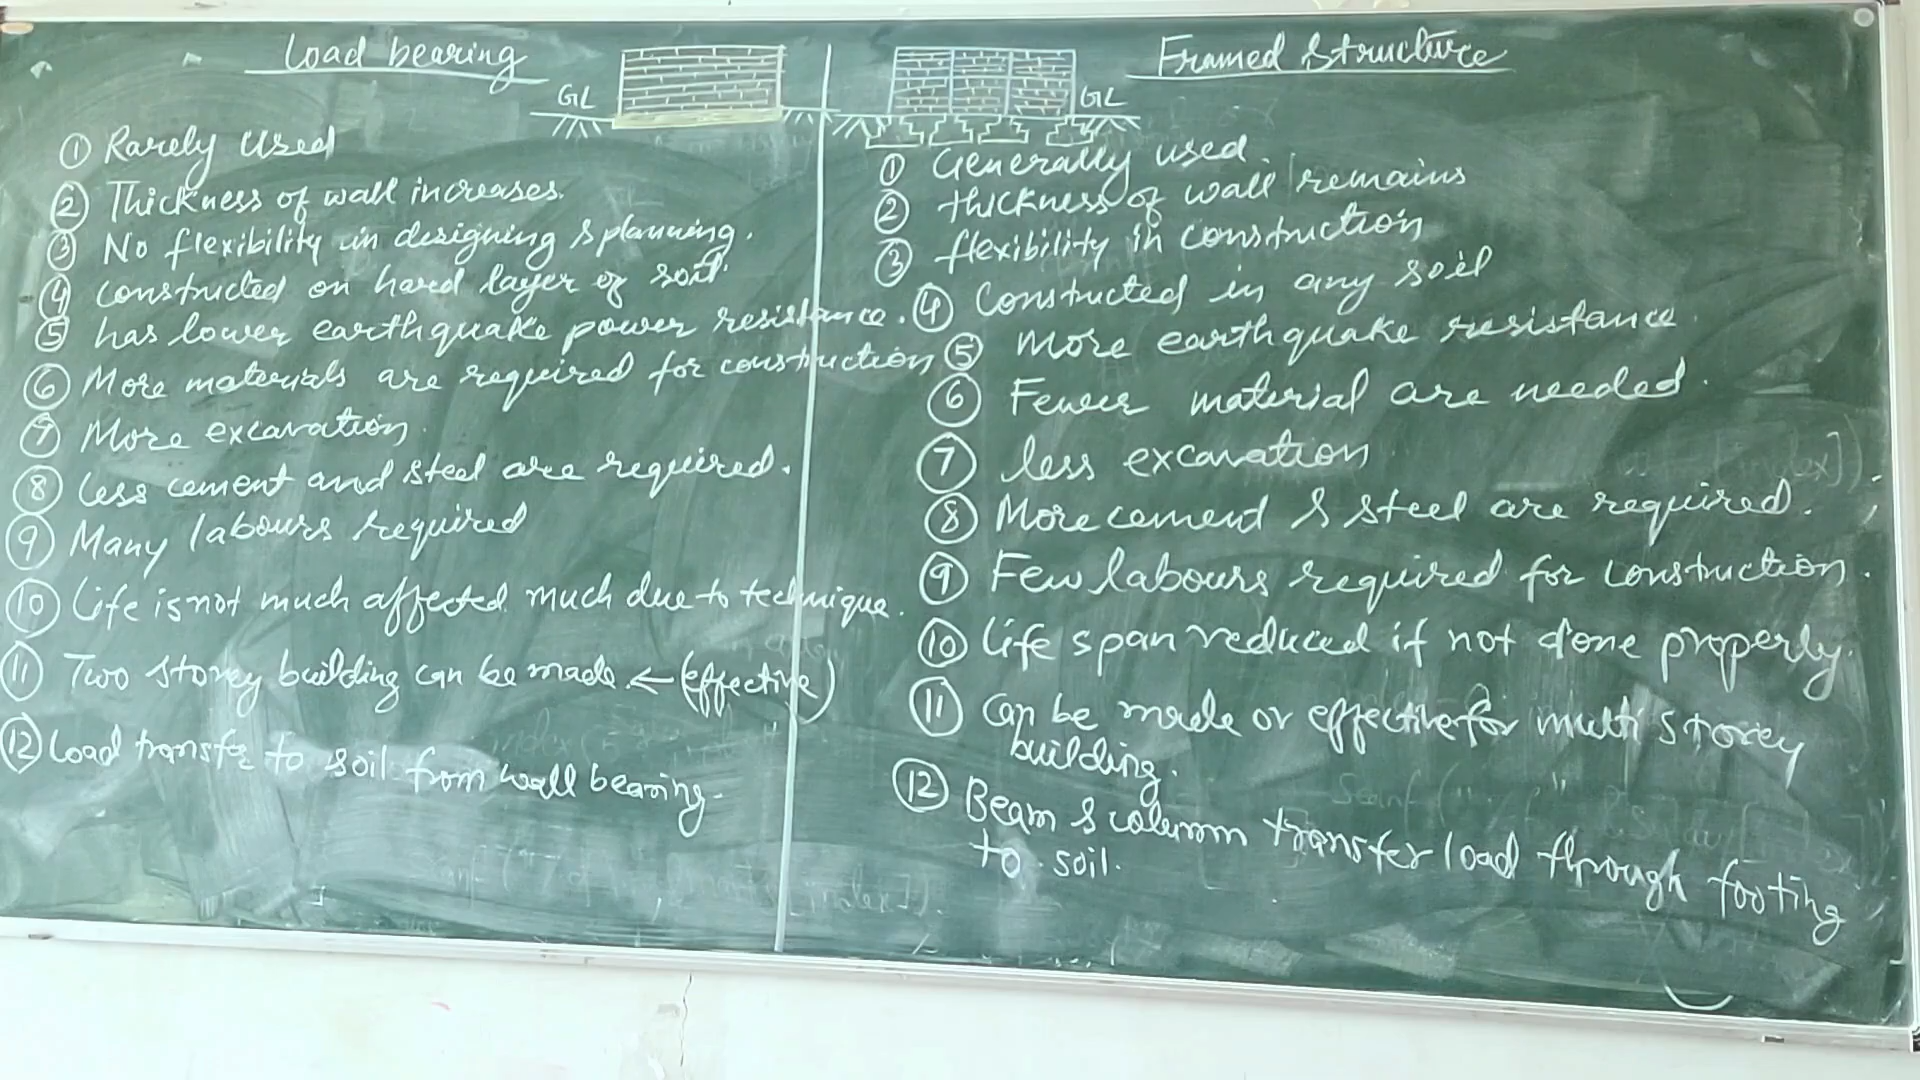 Load bearing
GL
① Rarely Used
② Thickness of wall increases.
③ No flexibility in designing & planning.
④ Constructed on hard layer of soil.
⑤ has lower earthquake power resistance.
⑥ More materials are required for construction
⑦ More excavation.
⑧ Less cement and steel are required.
⑨ Many labours required
⑩ Life is not much affected much due to technique.
⑪ Two storey building can be made. ← (effective)
⑫ Load transfer to soil from wall bearing.
Framed Structure
GL
① Generally used.
② thickness of wall remains
③ flexibility in construction
④ Constructed in any soil
⑤ More earthquake resistance.
⑥ Fewer material are needed.
⑦ less excavation
⑧ More cement & steel are required.
⑨ Few labours required for construction.
⑩ Life span reduced if not done properly.
⑪ Can be made or effective for multi storey
building.
⑫ Beam & column transfer load through footing
to soil.